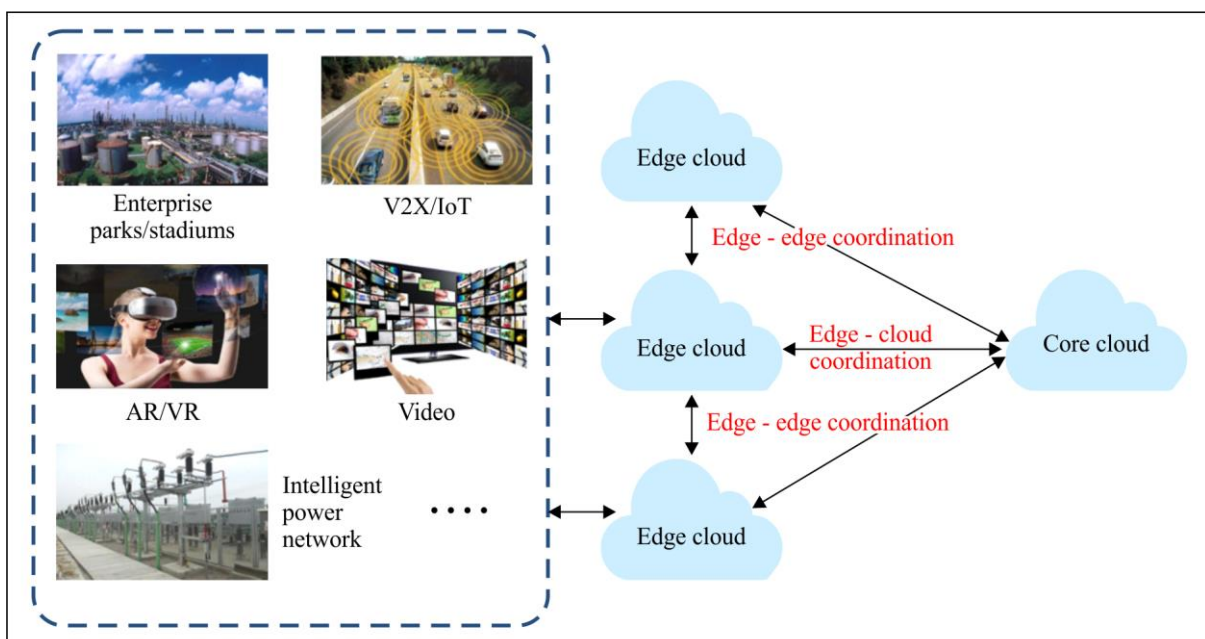 Enterprise
parks/stadiums
V2X/IoT
AR/VR
Video
Intelligent
power
network
• • • •
Edge cloud
Edge - edge coordination
Edge cloud
Edge - cloud
coordination
Core cloud
Edge - edge coordination
Edge cloud